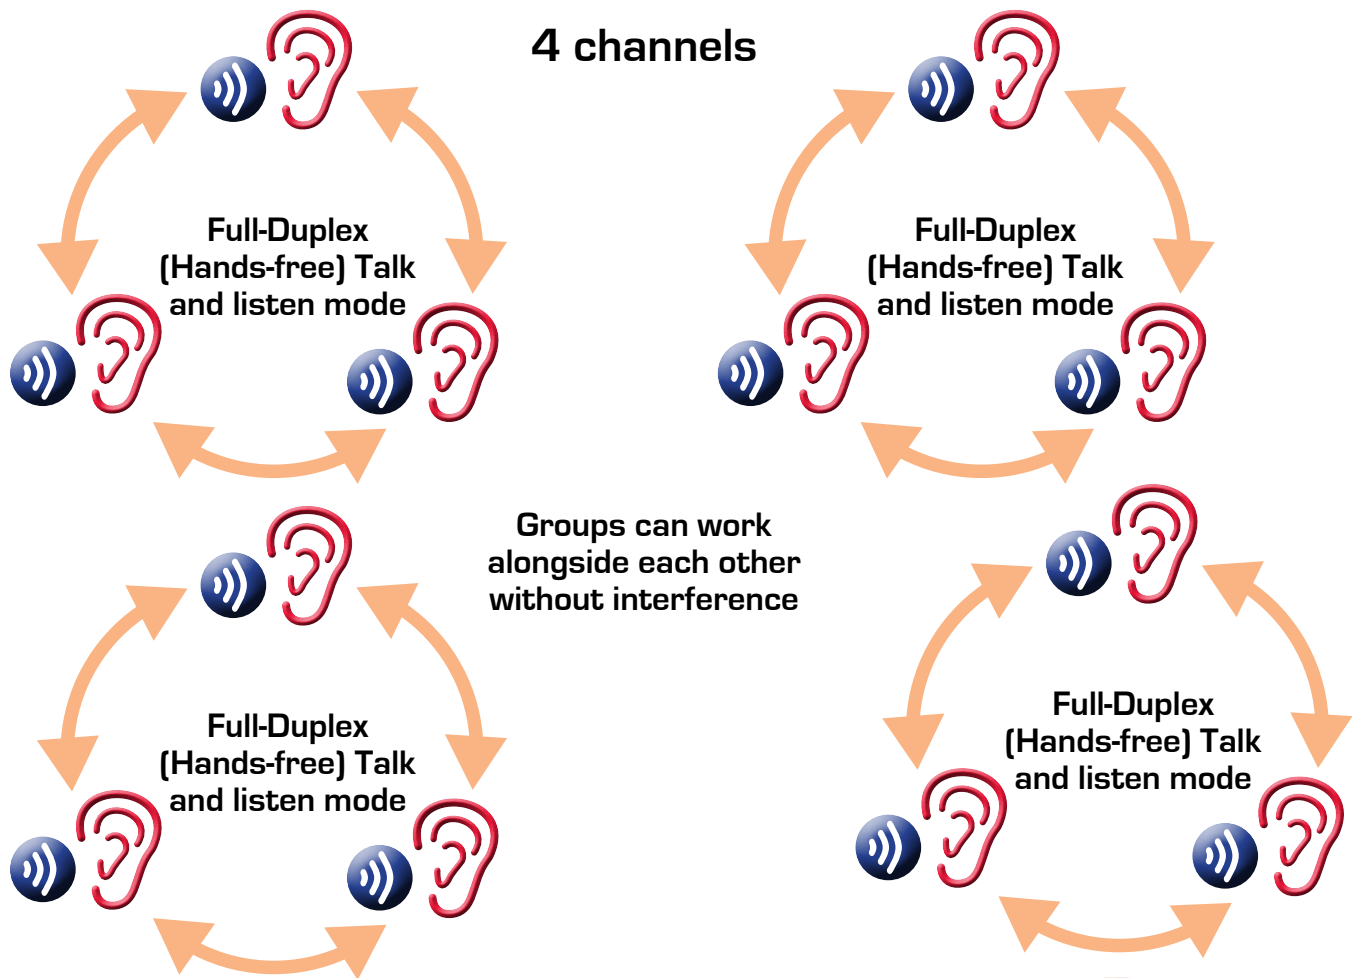 4 channels
Full-Duplex
(Hands-free) Talk
and listen mode
Full-Duplex
(Hands-free) Talk
and listen mode
Groups can work
alongside each other
without interference
Full-Duplex
(Hands-free) Talk
and listen mode
Full-Duplex
(Hands-free) Talk
and listen mode